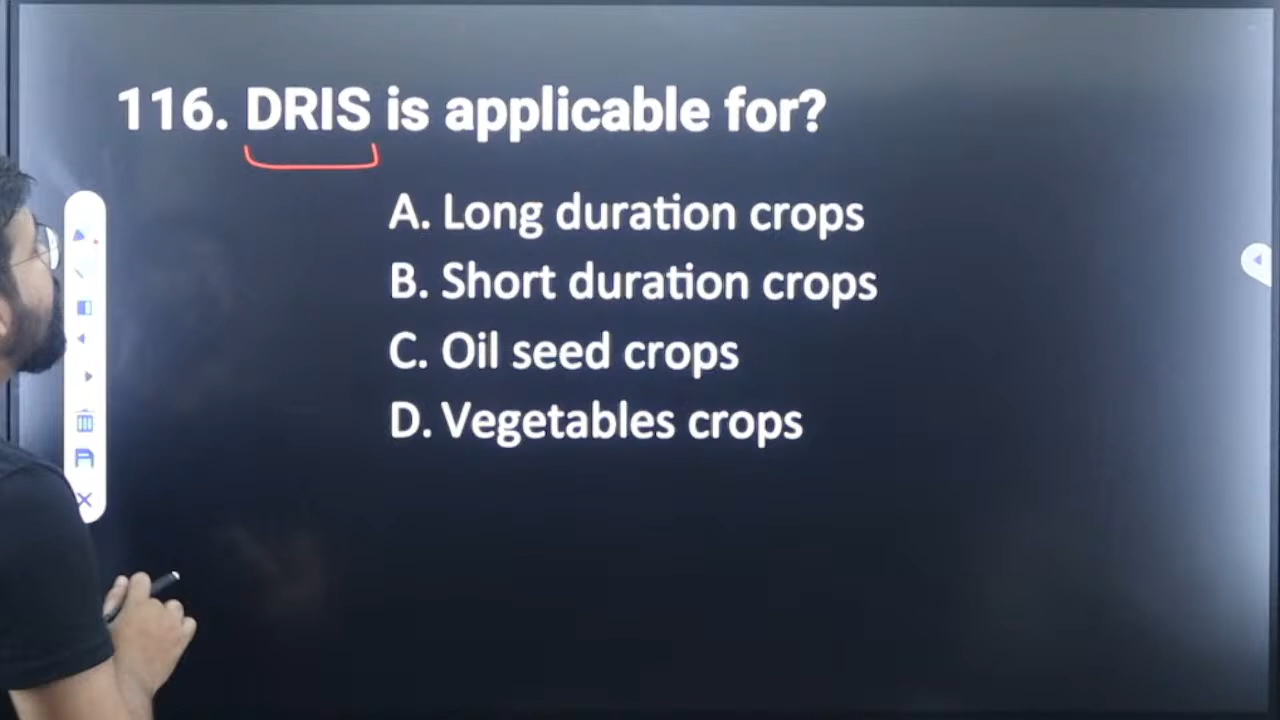 116. DRIS is applicable for?
A. Long duration crops
B. Short duration crops
C. Oil seed crops
D. Vegetables crops